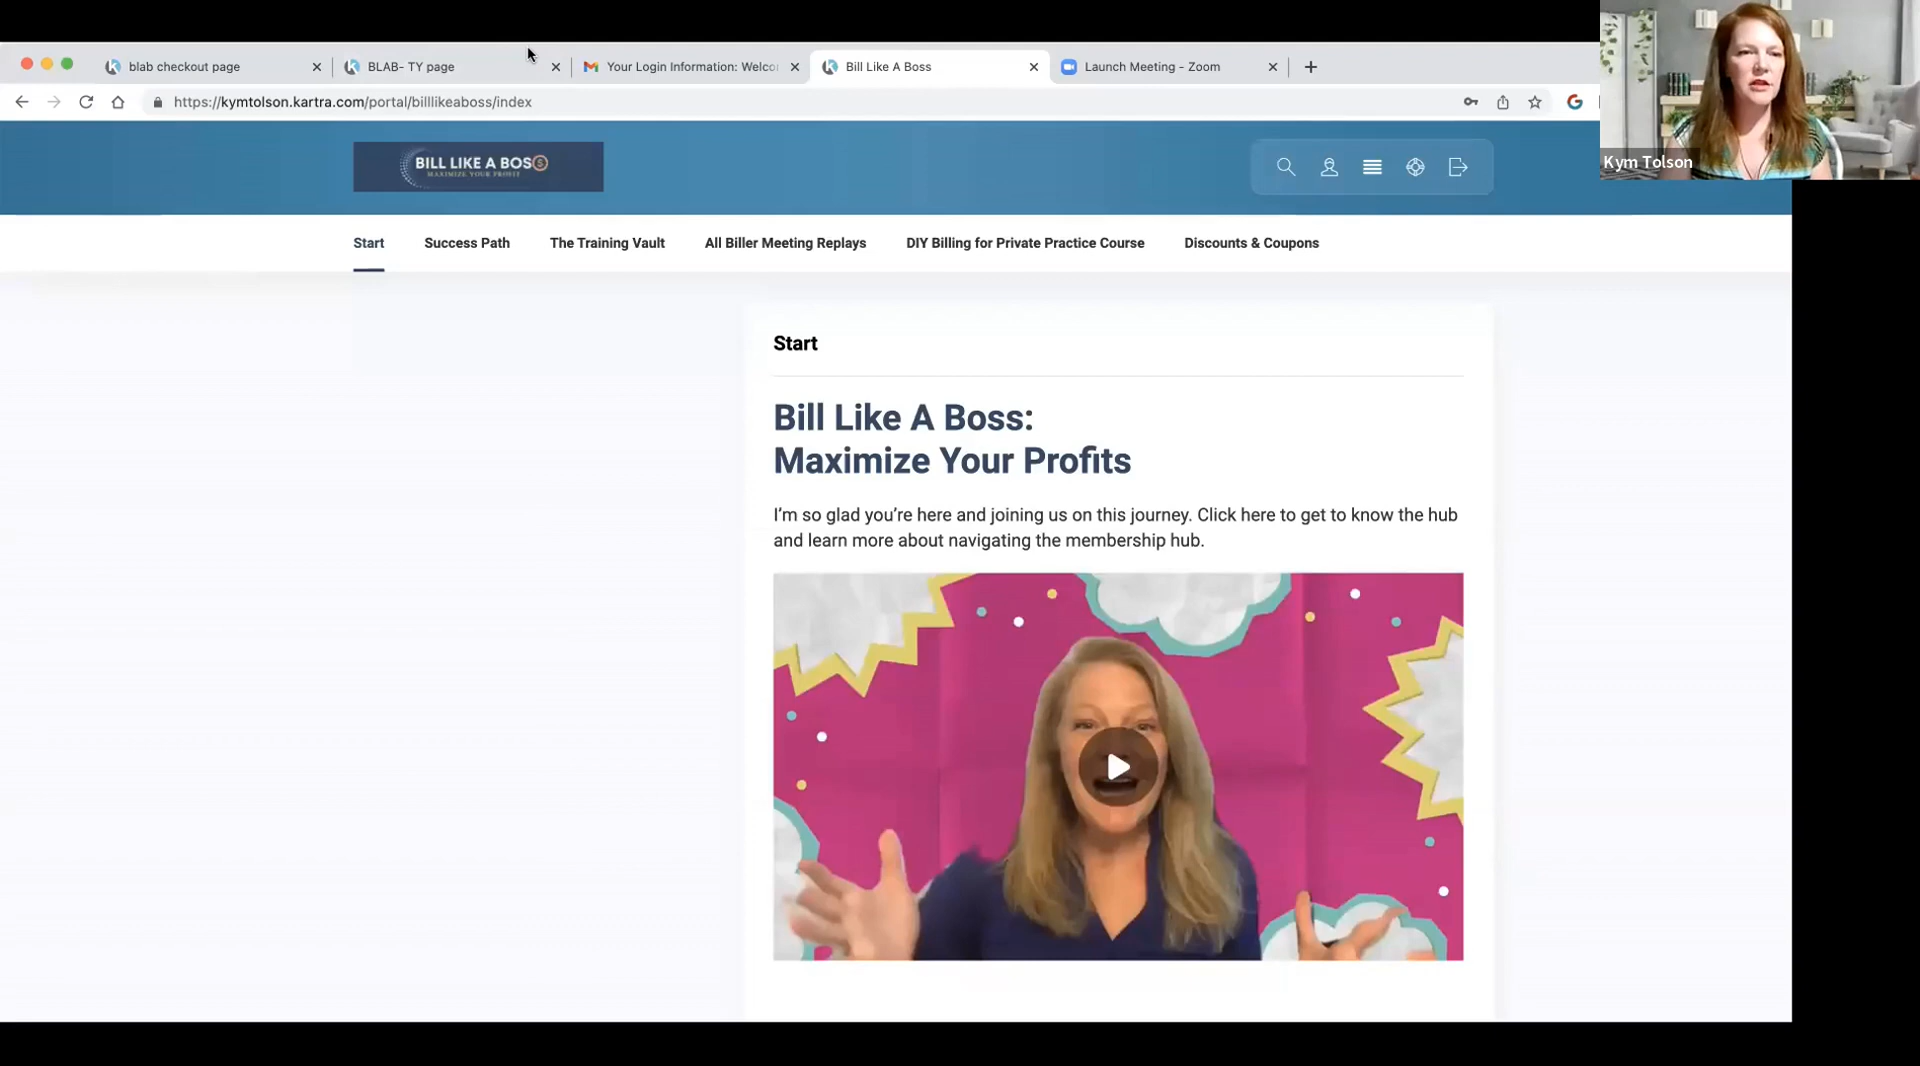 blab checkout page
BLAB- TY page
Your Login Information: Welco
Bill Like A Boss
Launch Meeting - Zoom
https://kymtolson.kartra.com/portal/billlikeaboss/index
Kym Tolson
BILL LIKE A BOS$
MAXIMIZE YOUR PROFIT
Start
Success Path
The Training Vault
All Biller Meeting Replays
DIY Billing for Private Practice Course
Discounts & Coupons
Start
Bill Like A Boss:
Maximize Your Profits
I'm so glad you're here and joining us on this journey. Click here to get to know the hub
and learn more about navigating the membership hub.